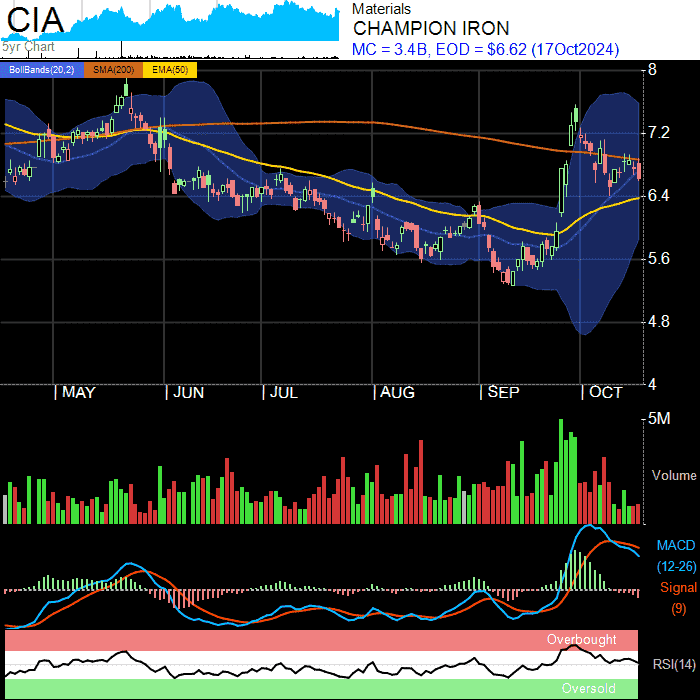 CIA
5yr Chart
Materials
CHAMPION IRON
MC = 3.4B, EOD = $6.62 (17Oct2024)
BollBands(20,2) SMA(200) EMA(50)
8
7.2
6.4
5.6
4.8
4
MAY JUN JUL AUG SEP OCT
5M
Volume
MACD
(12-26)
Signal
(9)
Overbought
RSI(14)
Oversold